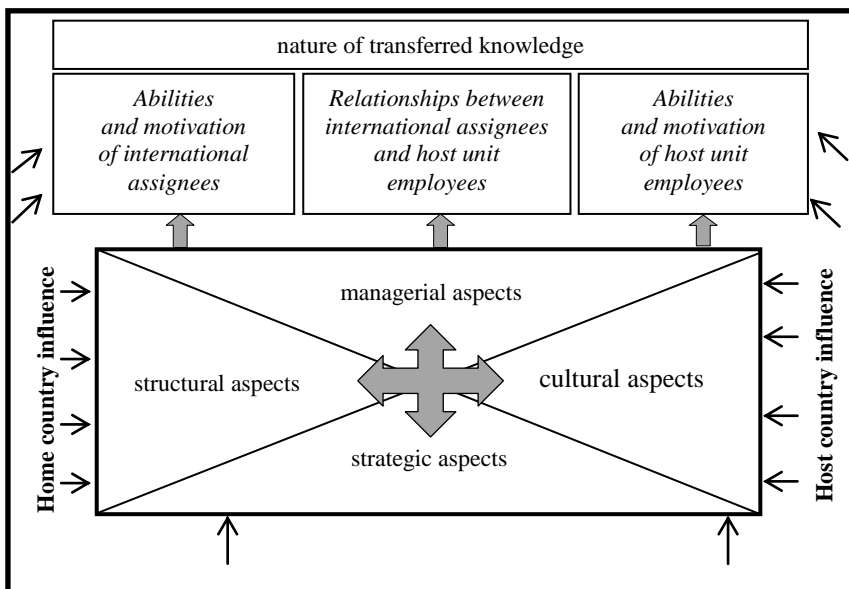 nature of transferred knowledge
Abilities
and motivation
of international
assignees
Relationships between
international assignees
and host unit
employees
Abilities
and motivation
of host unit
employees
Home country influence
managerial aspects
structural aspects
cultural aspects
strategic aspects
Host country influence